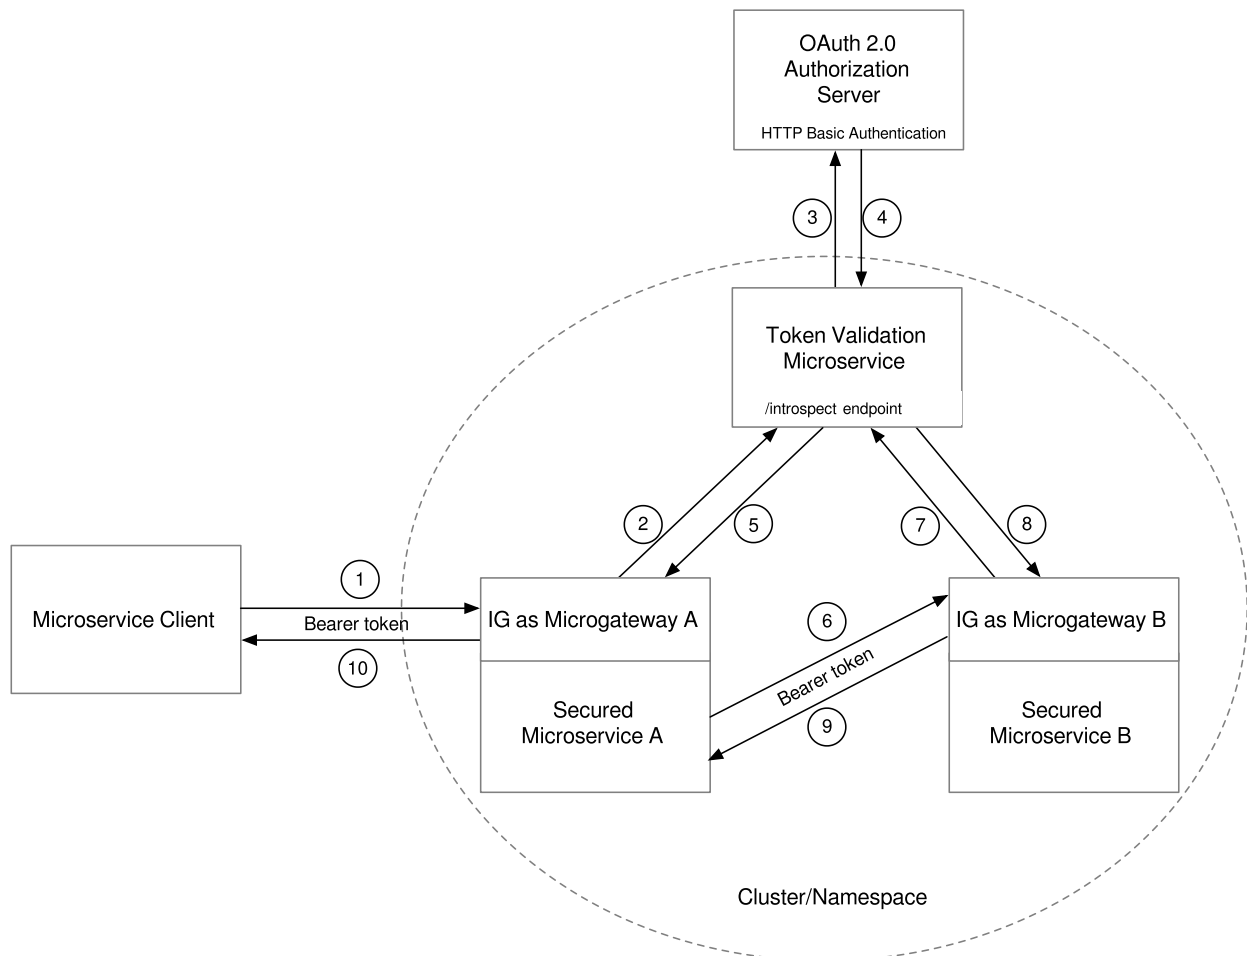 OAuth 2.0
Authorization
Server
HTTP Basic Authentication
3
4
Token Validation
Microservice
/introspect endpoint
2
5
7
8
1
Microservice Client
Bearer token
10
IG as Microgateway A
6
IG as Microgateway B
Bearer token
9
Secured
Microservice A
Secured
Microservice B
Cluster/Namespace